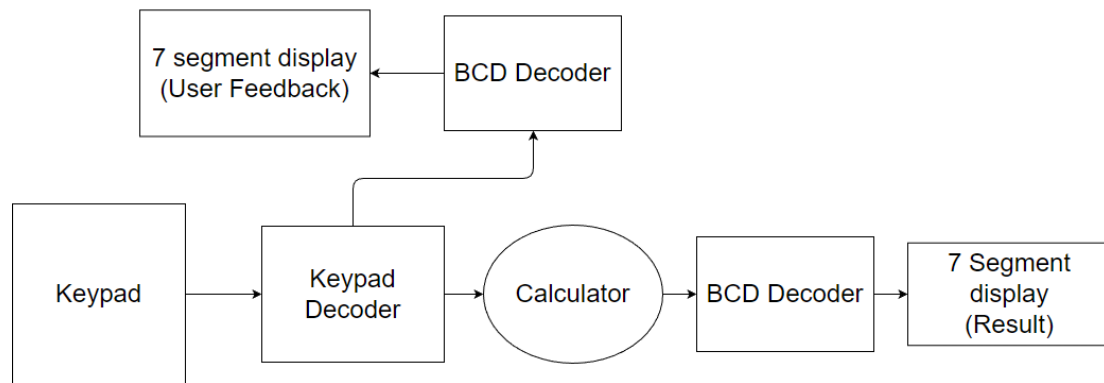 7 segment display
(User Feedback)
BCD Decoder
Keypad
Keypad
Decoder
Calculator
BCD Decoder
7 Segment
display
(Result)